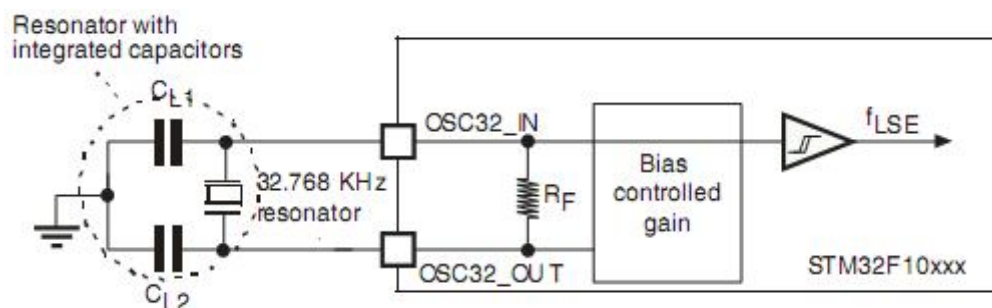 Resonator with
integrated capacitors
CL1
OSC32_IN
fLSE
32.768 KHz
resonator
RF
Bias
controlled
gain
OSC32_OUT
STM32F10xxx
CL2